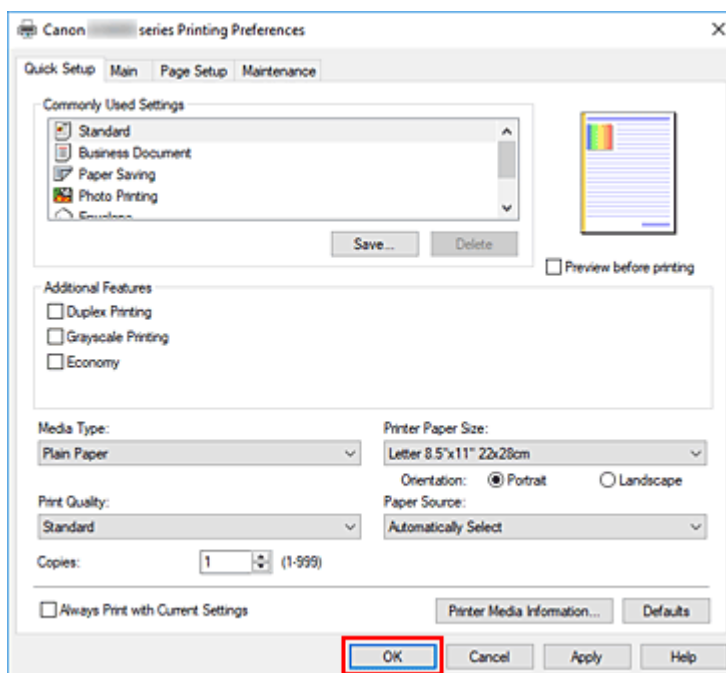 Canon series Printing Preferences
Quick Setup Main Page Setup Maintenance
Commonly Used Settings
Standard
Business Document
Paper Saving
Photo Printing
Envelope
Save... Delete
Preview before printing
Additional Features
Duplex Printing
Grayscale Printing
Economy
Media Type: Printer Paper Size:
Plain Paper Letter 8.5"x11" 22x28cm
Orientation: Portrait Landscape
Print Quality: Paper Source:
Standard Automatically Select
Copies: 1 (1-999)
Always Print with Current Settings Printer Media Information... Defaults
OK Cancel Apply Help